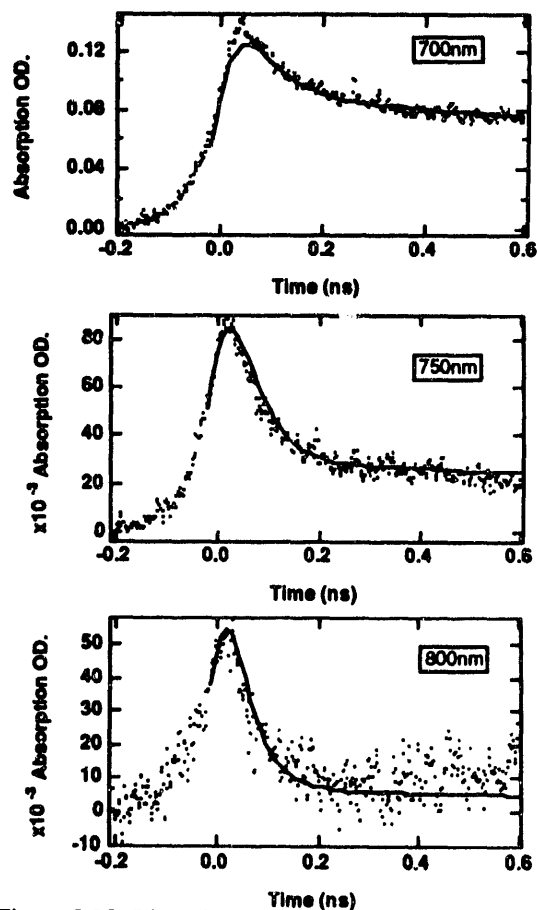 Absorption OD.
0.12
0.08
0.04
0.00
700nm
-0.2 0.0 0.2 0.4 0.6
Time (ns)
x10⁻³ Absorption OD.
80
60
40
20
0
750nm
-0.2 0.0 0.2 0.4 0.6
Time (ns)
x10⁻³ Absorption OD.
50
40
30
20
10
0
-10
800nm
-0.2 0.0 0.2 0.4 0.6
Time (ns)